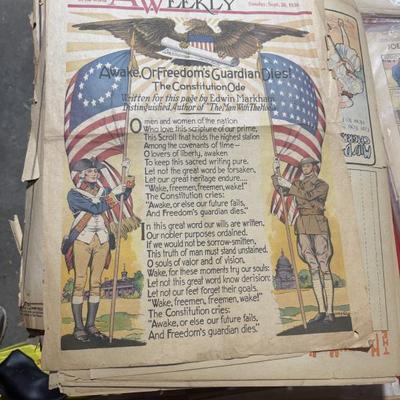 AWEEKLY
Sunday, Sept. 26, 1936
Awake, Or Freedom's Guardian Dies!
The Constitution Ode
Written for this page by Edwin Markham
Distinguished Author of "The Man With The Hoe"
O men and women of the nation
Who love this scripture of our prime,
This Scroll that holds the highest station
Among the covenants of time—
O lovers of liberty, awaken
To keep this sacred writing pure.
Let not the great word be forsaken,
Let our great heritage endure...
"Wake, freemen, freemen, wake!"
The Constitution cries:
"Awake, or else our future fails,
And Freedom's guardian dies."
In this great word our wills are written,
Our nobler purposes ordained.
If we would not be sorrow-smitten,
This truth of man must stand unstained.
O souls of valor and of vision,
Wake, for these moments try our souls:
Let not this great word know derision:
Let not our feet forget their goals.
"Wake, freemen, freemen, wake!"
The Constitution cries:
"Awake, or else our future fails,
And Freedom's guardian dies."